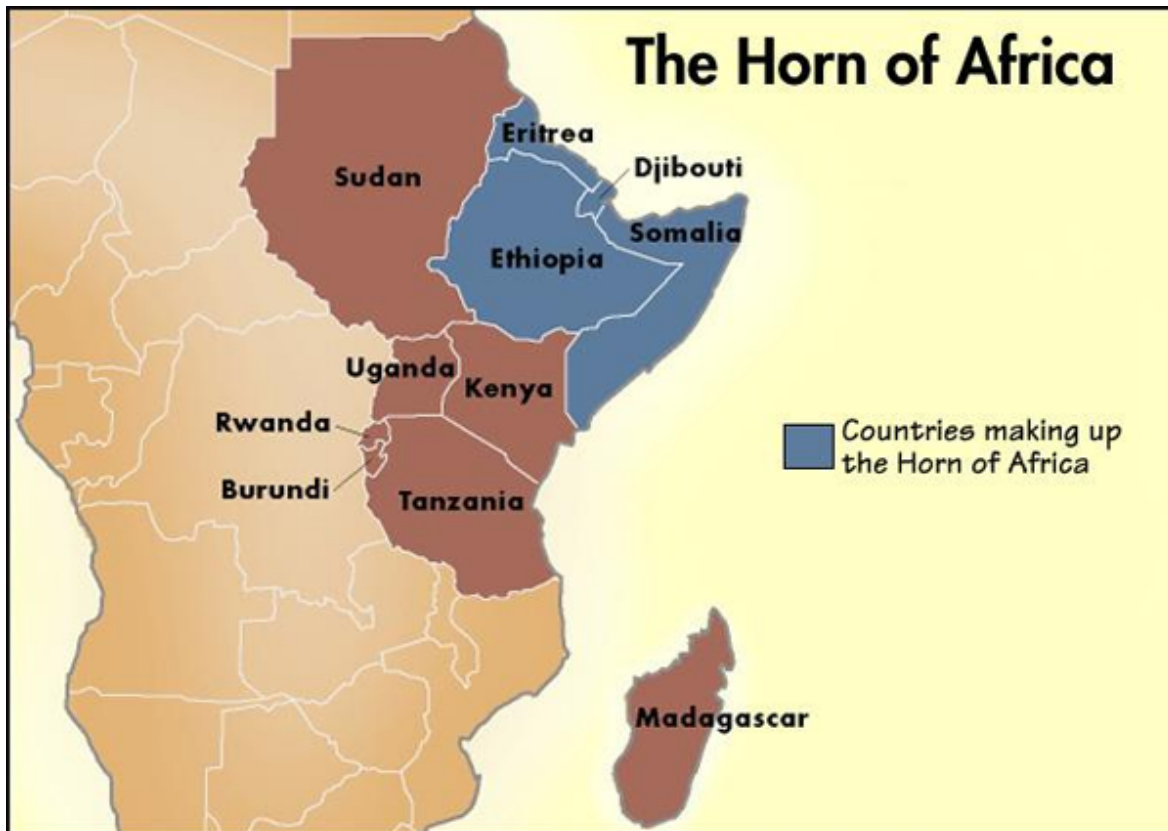 The Horn of Africa
Eritrea
Djibouti
Sudan
Somalia
Ethiopia
Uganda
Kenya
Rwanda
Countries making up
the Horn of Africa
Burundi
Tanzania
Madagascar